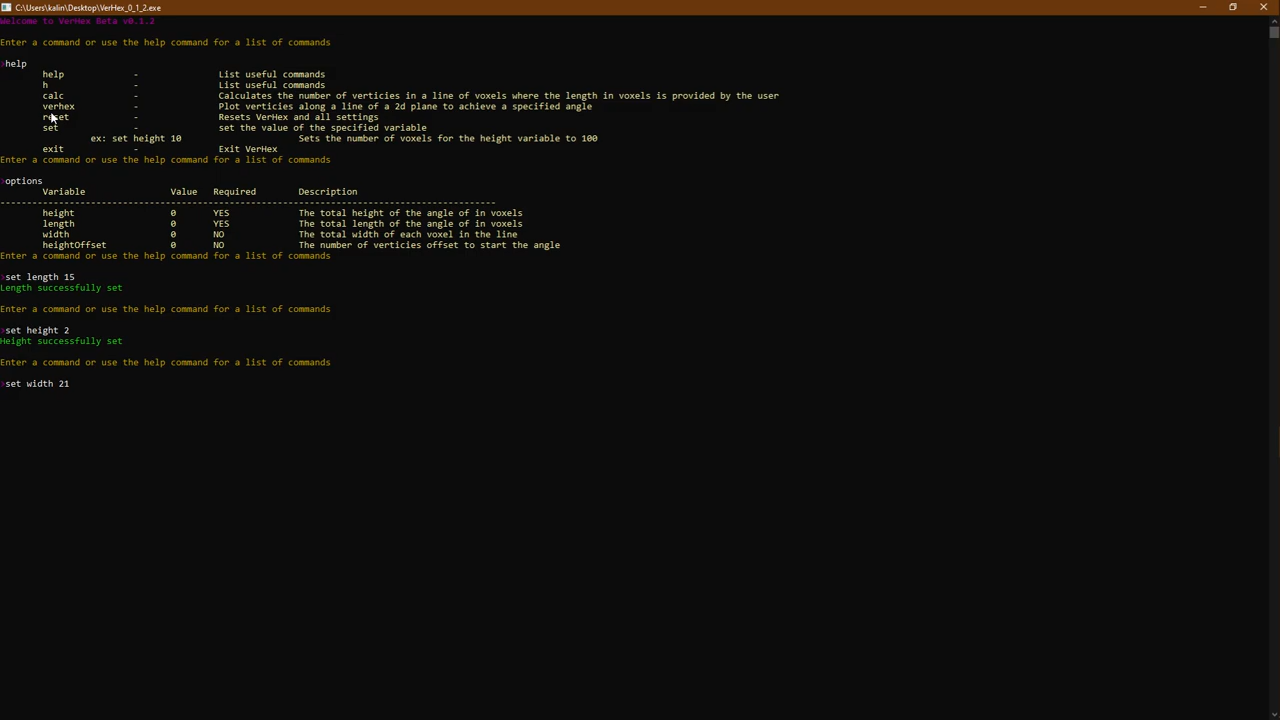 C:\Users\kalin\Desktop\VerHex_0_1_2.exe
Welcome to VerHex Beta v0.1.2
Enter a command or use the help command for a list of commands
>help
help - List useful commands
h - List useful commands
calc - Calculates the number of verticies in a line of voxels where the length in voxels is provided by the user
verhex - Plot verticies along a line of a 2d plane to achieve a specified angle
reset - Resets VerHex and all settings
set - set the value of the specified variable
ex: set height 10 Sets the number of voxels for the height variable to 100
exit - Exit VerHex
Enter a command or use the help command for a list of commands
>options
Variable Value Required Description
---------------------------------------------------------------------------------------------
height 0 YES The total height of the angle of in voxels
length 0 YES The total length of the angle of in voxels
width 0 NO The total width of each voxel in the line
heightOffset 0 NO The number of verticies offset to start the angle
Enter a command or use the help command for a list of commands
>set length 15
Length successfully set
Enter a command or use the help command for a list of commands
>set height 2
Height successfully set
Enter a command or use the help command for a list of commands
>set width 21